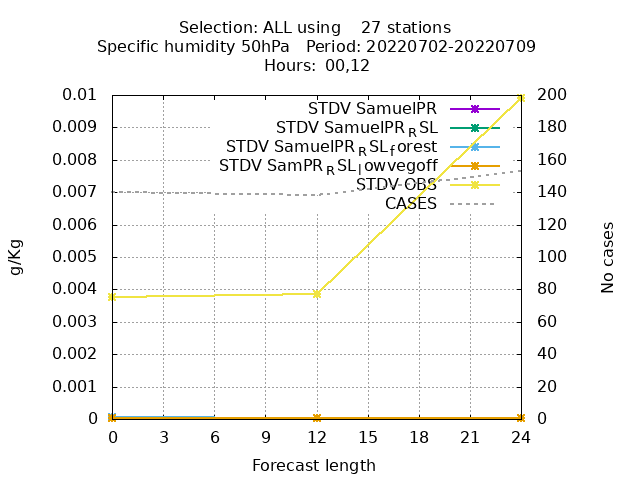 Selection: ALL using    27 stations
Specific humidity 50hPa   Period: 20220702-20220709
Hours: 00,12
0.01
0.009
0.008
0.007
0.006
0.005
0.004
0.003
0.002
0.001
0
200
180
160
140
120
100
80
60
40
20
0
STDV SamuelPR
STDV SamuelPR_RSL
STDV SamuelPR_RSL_forest
STDV SamPR_RSL_lowvegoff
STDV OBS
CASES
g/Kg
No cases
0 3 6 9 12 15 18 21 24
Forecast length